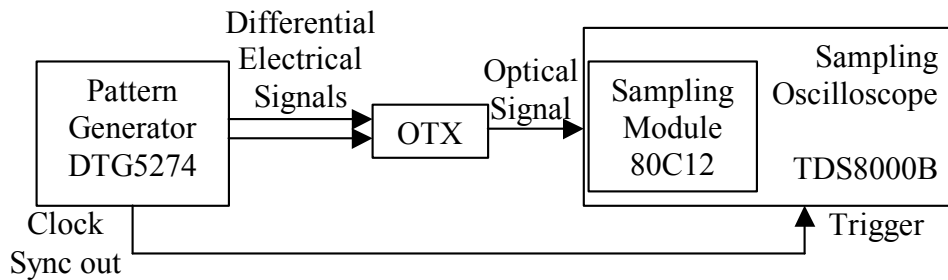 Pattern
Generator
DTG5274
Differential
Electrical
Signals
OTX
Optical
Signal
Sampling
Module
80C12
Sampling
Oscilloscope
TDS8000B
Clock
Sync out
Trigger